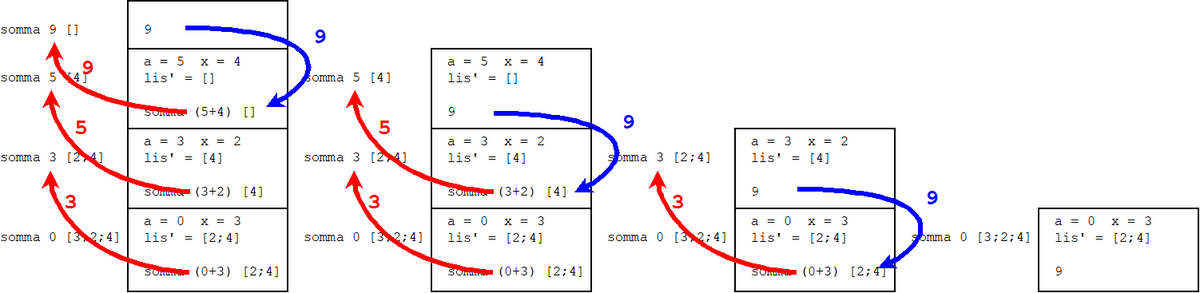 somma 9 [] 9
9
a = 5 x = 4
9
somma 5 [4] lis' = []
somma (5+4) []
5
a = 3 x = 2
somma 3 [2;4] lis' = [4]
somma (3+2) [4]
3
a = 0 x = 3
somma 0 [3;2;4] lis' = [2;4]
somma (0+3) [2;4]
a = 5 x = 4
somma 5 [4] lis' = []
9
9
5
a = 3 x = 2
somma 3 [2;4] lis' = [4]
somma (3+2) [4]
3
a = 0 x = 3
somma 0 [3;2;4] lis' = [2;4]
somma (0+3) [2;4]
a = 3 x = 2
somma 3 [2;4] lis' = [4]
9
9
3
a = 0 x = 3
somma 0 [3;2;4] lis' = [2;4]
somma (0+3) [2;4]
a = 0 x = 3
somma 0 [3;2;4] lis' = [2;4]
9